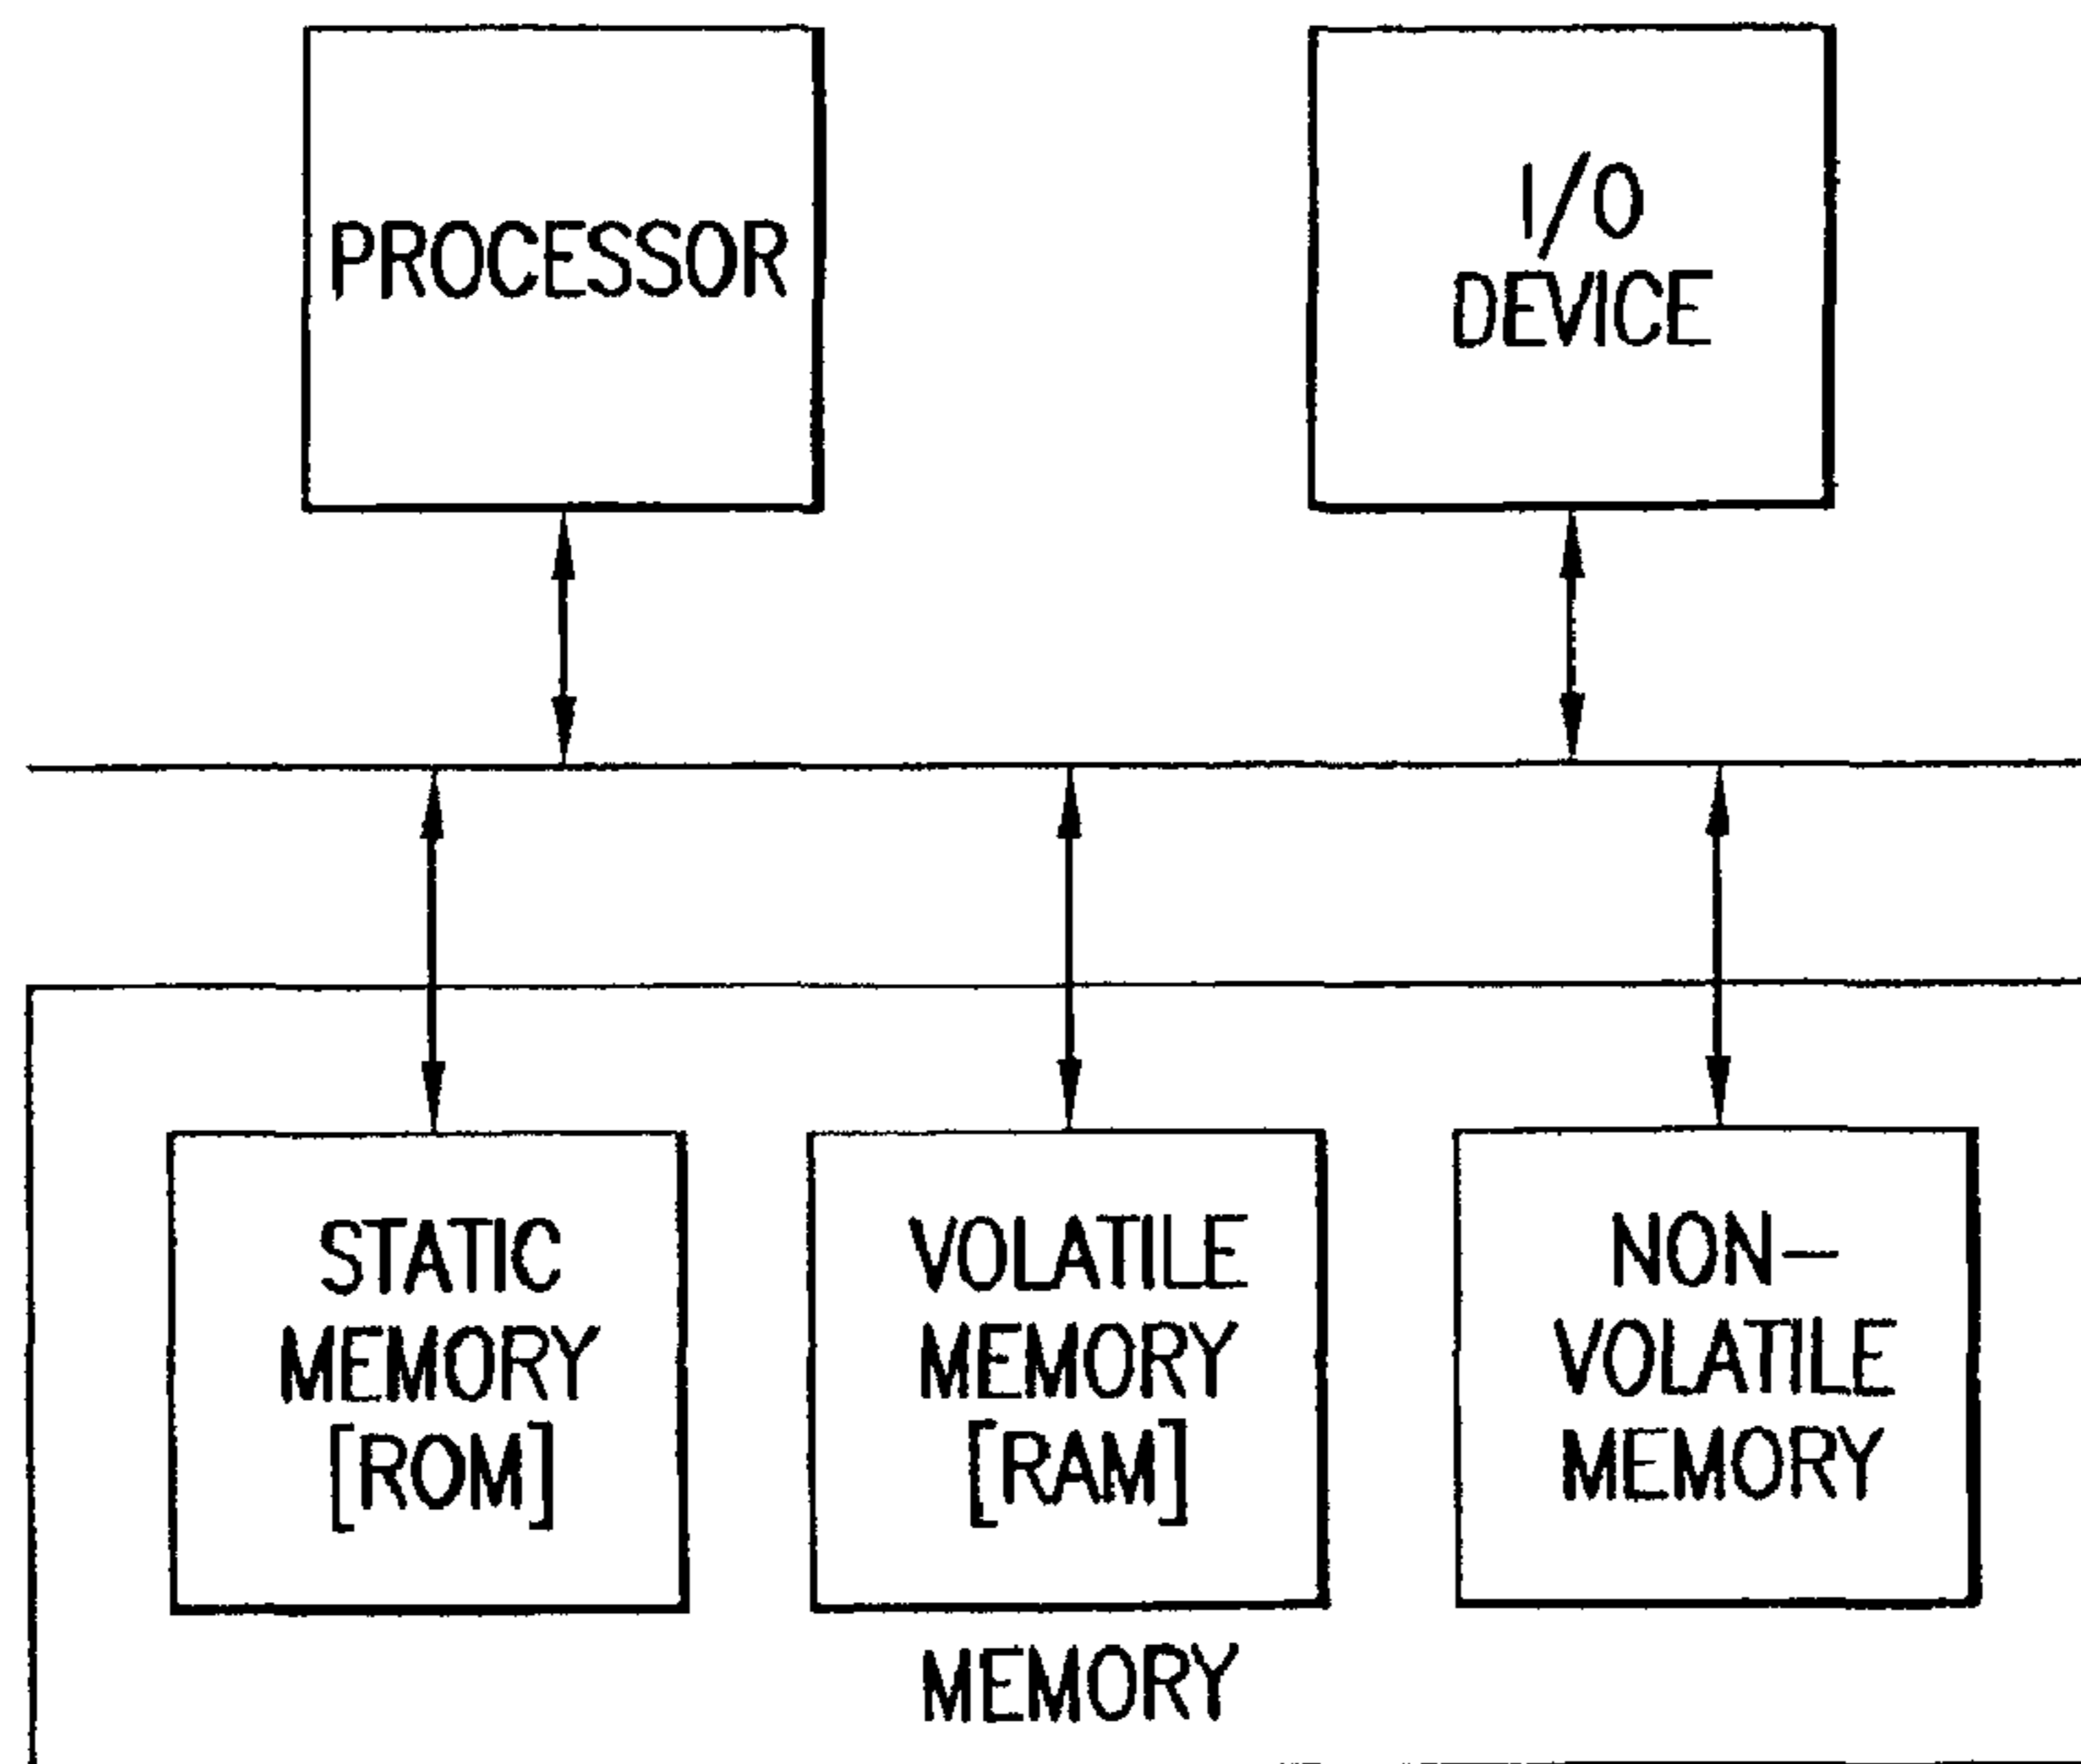 PROCESSOR
I/O
DEVICE
STATIC
MEMORY
[ROM]
VOLATILE
MEMORY
[RAM]
NON-
VOLATILE
MEMORY
MEMORY